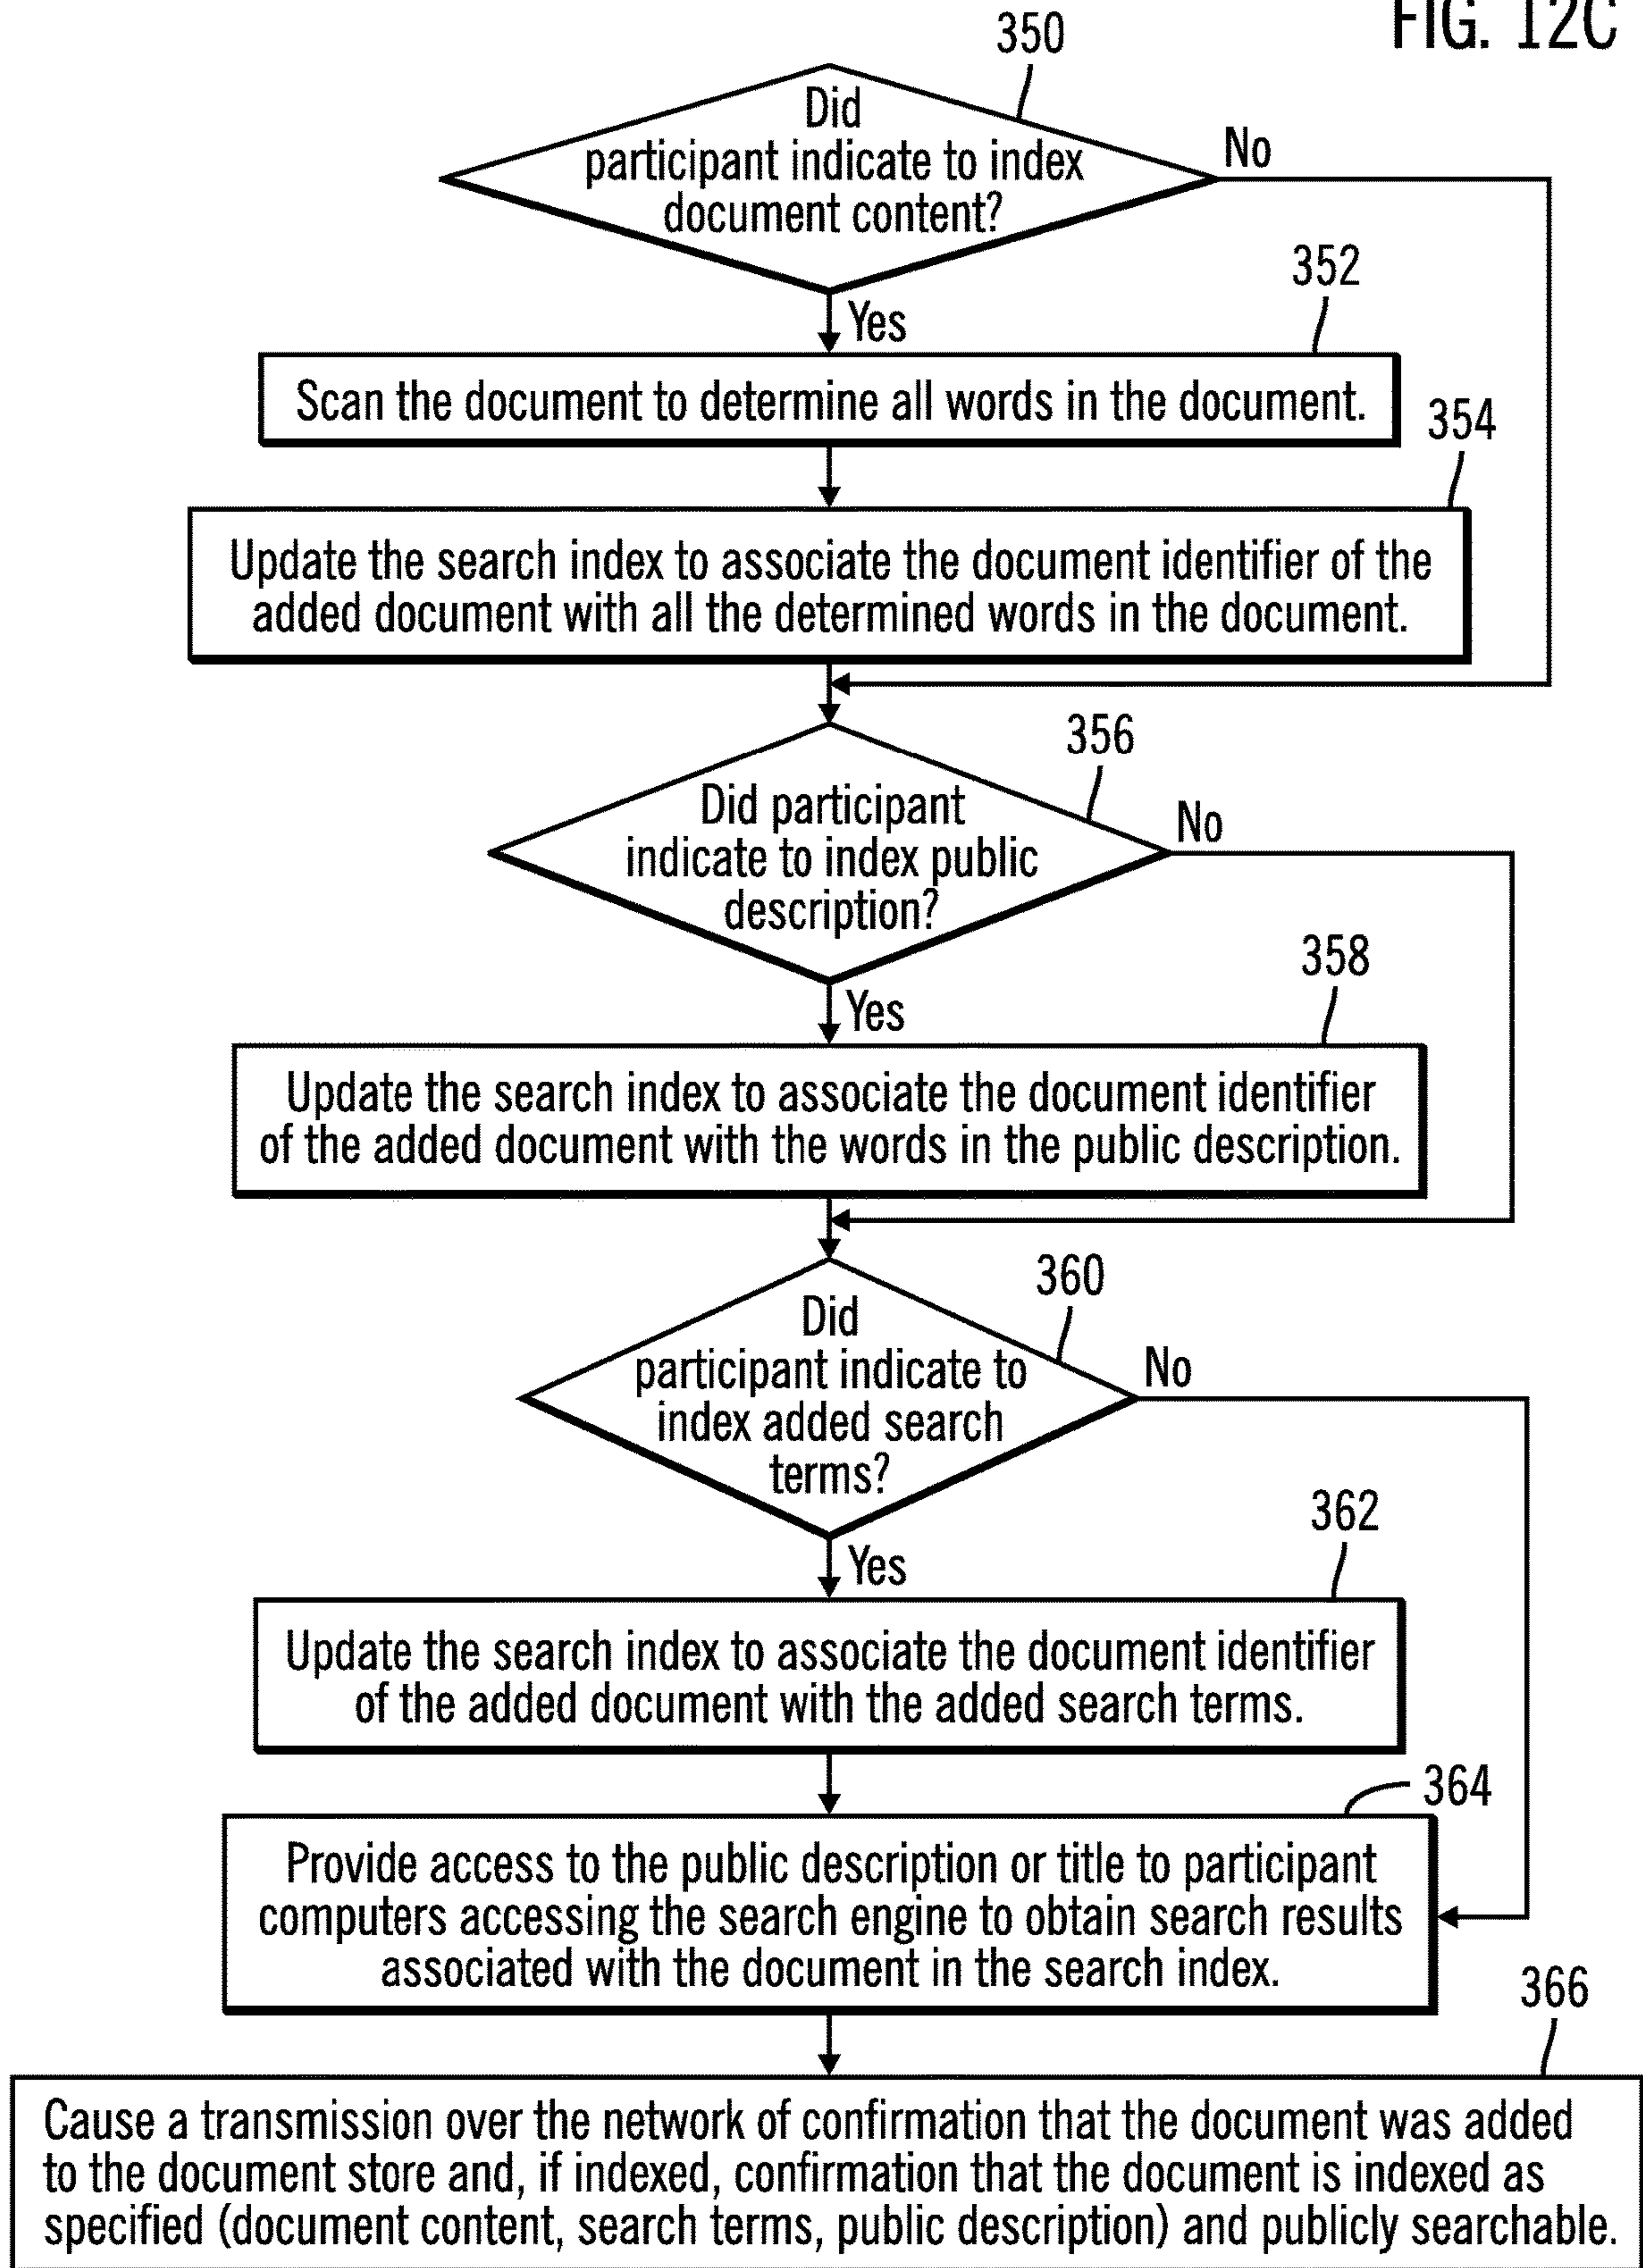 FIG. 12C
350
Did
participant indicate to index
document content?
No
Yes
352
Scan the document to determine all words in the document.
354
Update the search index to associate the document identifier of the
added document with all the determined words in the document.
356
Did participant
indicate to index public
description?
No
Yes
358
Update the search index to associate the document identifier
of the added document with the words in the public description.
360
Did
participant indicate to
index added search
terms?
No
Yes
362
Update the search index to associate the document identifier
of the added document with the added search terms.
364
Provide access to the public description or title to participant
computers accessing the search engine to obtain search results
associated with the document in the search index.
366
Cause a transmission over the network of confirmation that the document was added
to the document store and, if indexed, confirmation that the document is indexed as
specified (document content, search terms, public description) and publicly searchable.